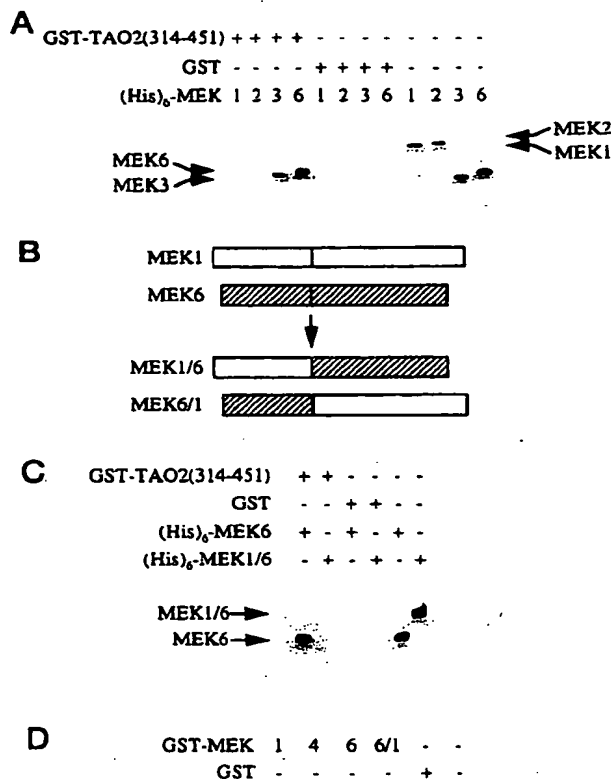 A
GST-TAO2(314-451) + + + + - - - - - - - -
GST - - - - + + + + - - - -
(His)6-MEK 1 2 3 6 1 2 3 6 1 2 3 6
MEK6
MEK3
MEK2
MEK1
B
MEK1
MEK6
MEK1/6
MEK6/1
C
GST-TAO2(314-451) + + - - - -
GST - - + + - -
(His)6-MEK6 + - + - + -
(His)6-MEK1/6 - + - + - +
MEK1/6
MEK6
D
GST-MEK 1 4 6 6/1 - -
GST - - - - + -